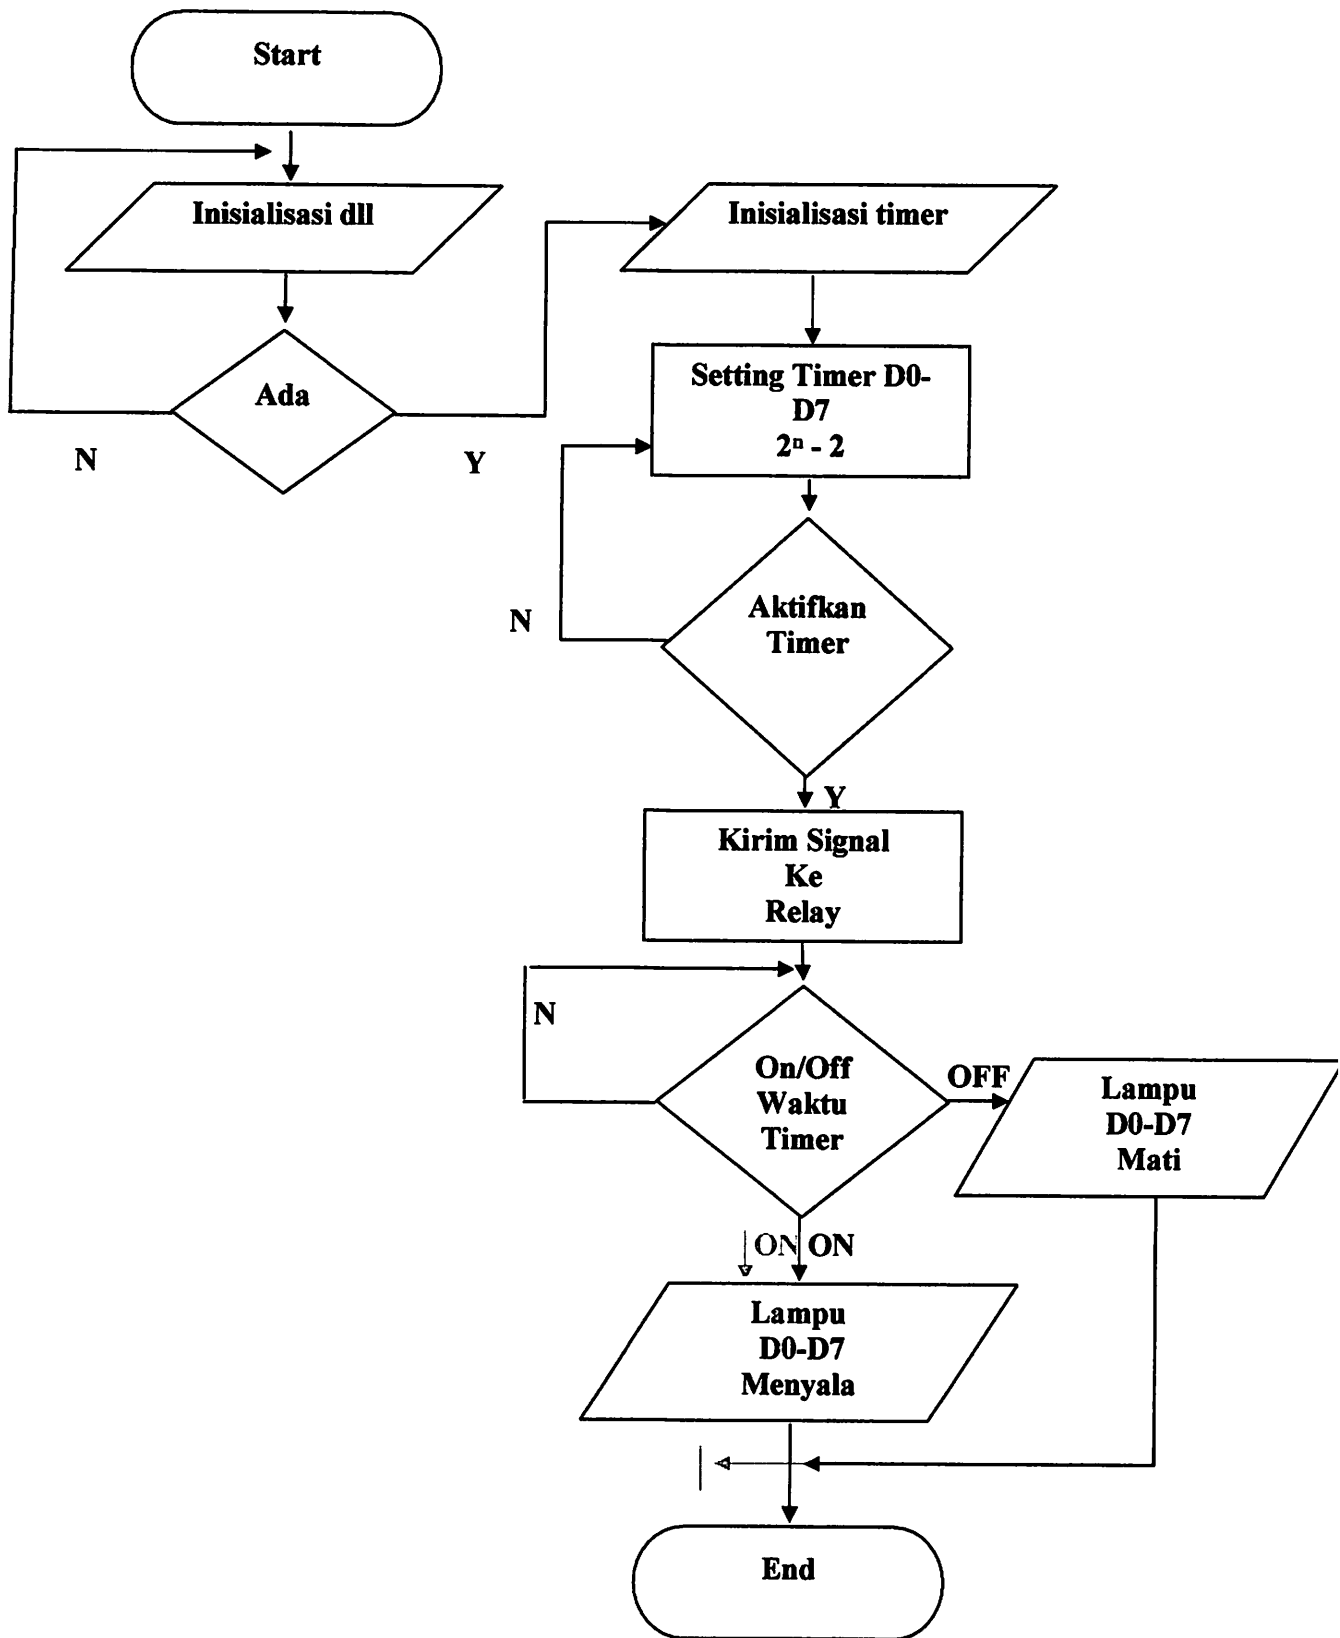 Start
Inisialisasi dll
Inisialisasi timer
Ada
N
Y
Setting Timer D0-
D7
2ⁿ - 2
Aktifkan
Timer
N
Y
Kirim Signal
Ke
Relay
N
On/Off
Waktu
Timer
OFF
Lampu
D0-D7
Mati
ON ON
Lampu
D0-D7
Menyala
End